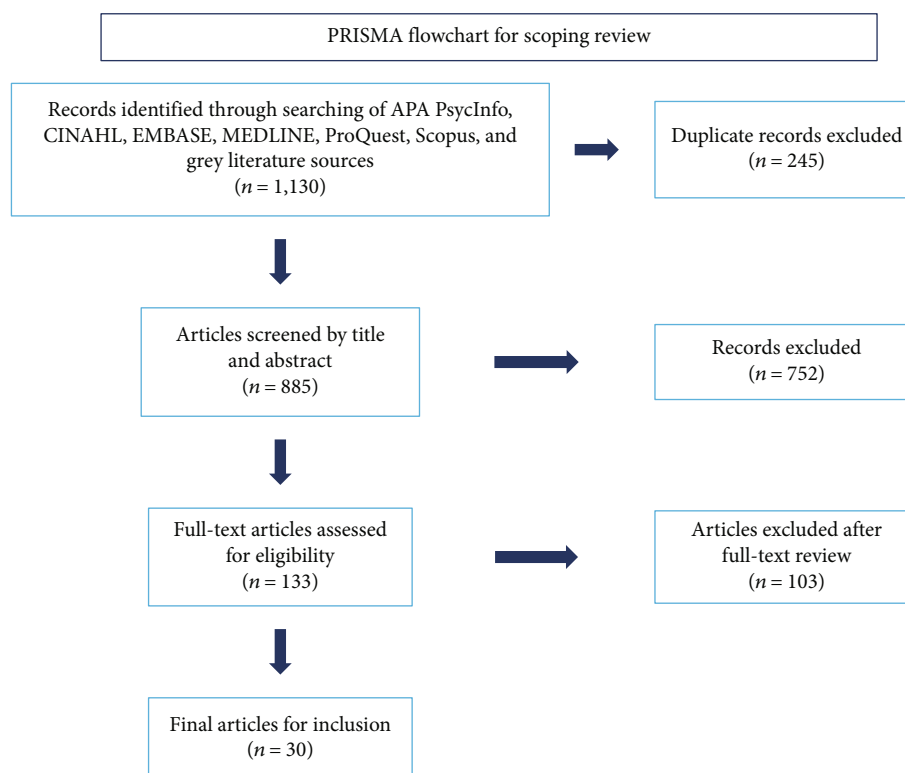 PRISMA flowchart for scoping review
Records identified through searching of APA PsycInfo,
CINAHL, EMBASE, MEDLINE, ProQuest, Scopus, and
grey literature sources
(n = 1,130)
Duplicate records excluded
(n = 245)
Articles screened by title
and abstract
(n = 885)
Records excluded
(n = 752)
Full-text articles assessed
for eligibility
(n = 133)
Articles excluded after
full-text review
(n = 103)
Final articles for inclusion
(n = 30)